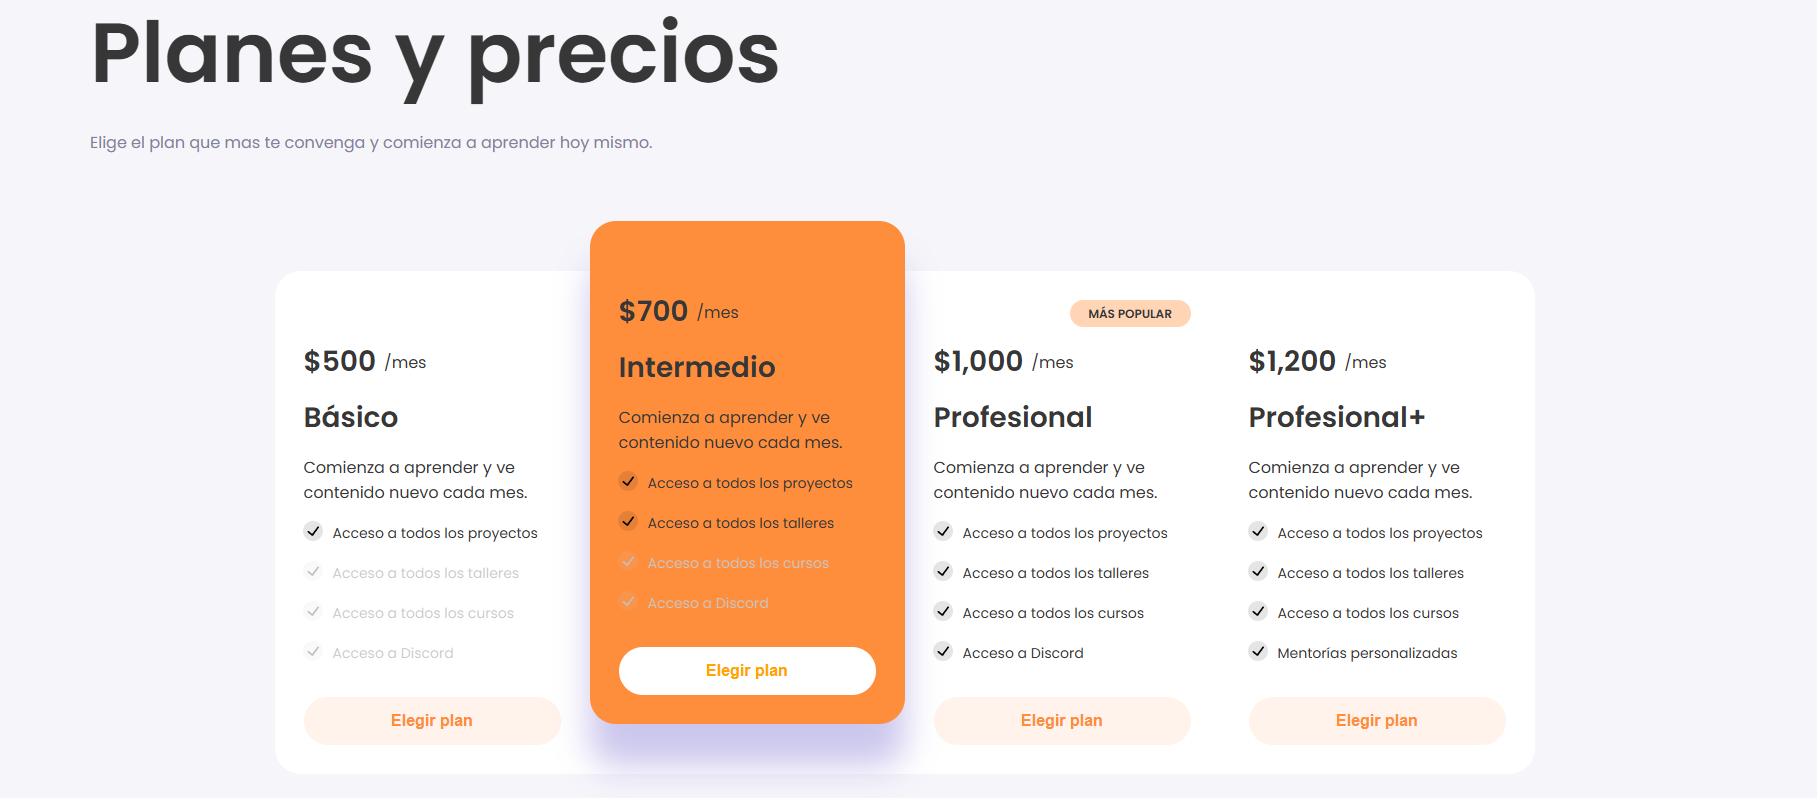 Planes y precios
Elige el plan que mas te convenga y comienza a aprender hoy mismo.
$500 /mes
Básico
Comienza a aprender y ve
contenido nuevo cada mes.
Acceso a todos los proyectos
Acceso a todos los talleres
Acceso a todos los cursos
Acceso a Discord
Elegir plan
$700 /mes
Intermedio
Comienza a aprender y ve
contenido nuevo cada mes.
Acceso a todos los proyectos
Acceso a todos los talleres
Acceso a todos los cursos
Acceso a Discord
Elegir plan
MÁS POPULAR
$1,000 /mes
Profesional
Comienza a aprender y ve
contenido nuevo cada mes.
Acceso a todos los proyectos
Acceso a todos los talleres
Acceso a todos los cursos
Acceso a Discord
Elegir plan
$1,200 /mes
Profesional+
Comienza a aprender y ve
contenido nuevo cada mes.
Acceso a todos los proyectos
Acceso a todos los talleres
Acceso a todos los cursos
Mentorías personalizadas
Elegir plan